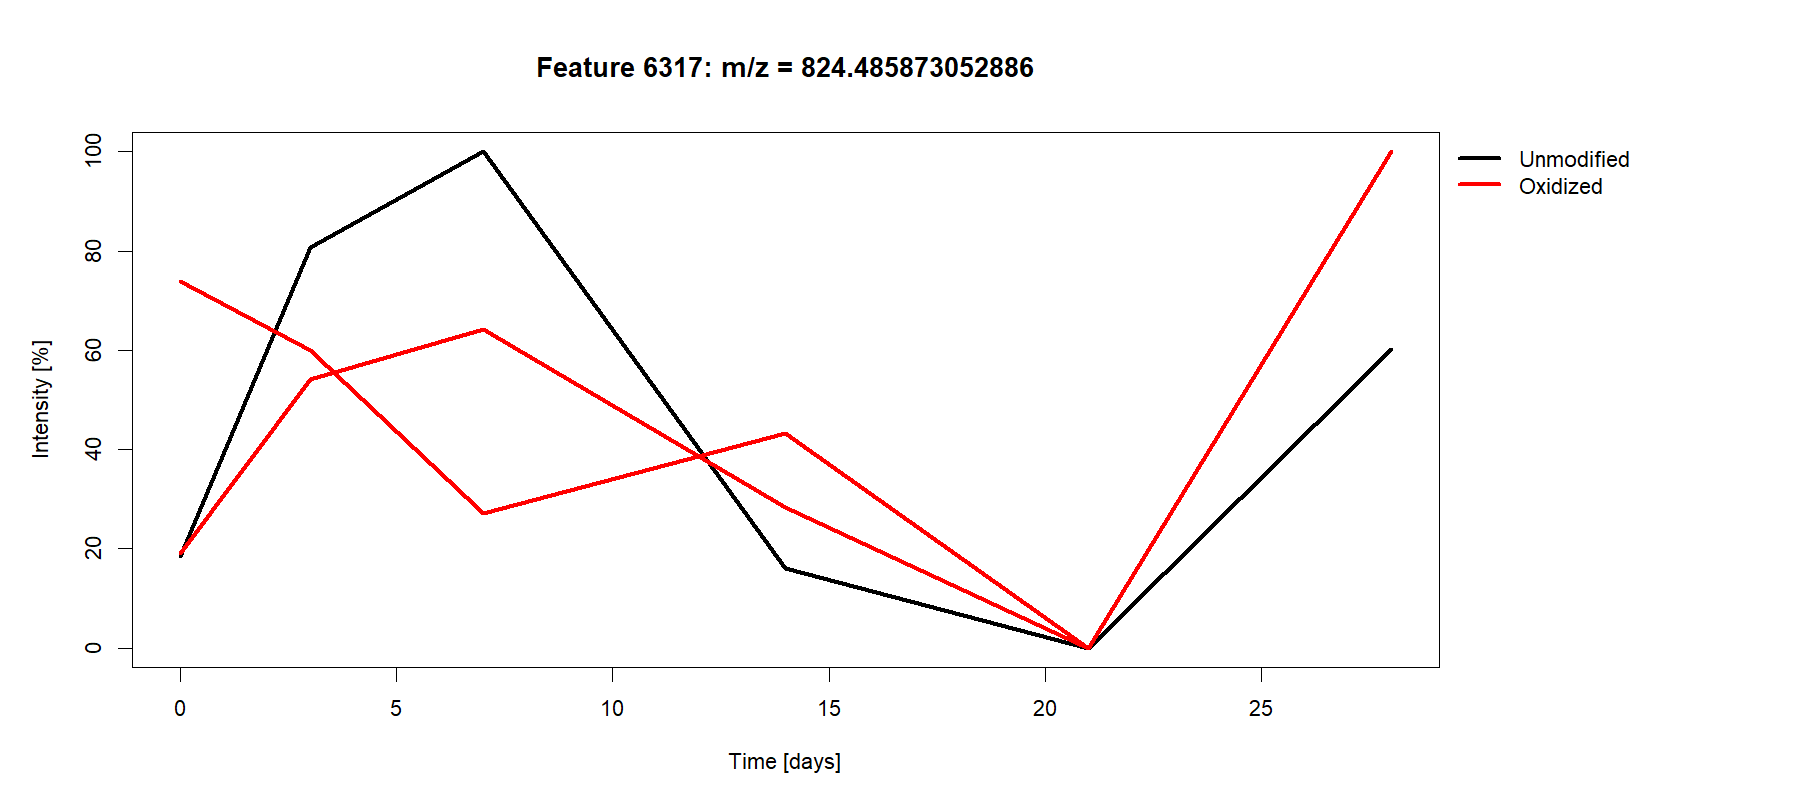 Feature 6317: m/z = 824.485873052886
Unmodified
Oxidized
Intensity [%]
100
80
60
40
20
0
0 5 10 15 20 25
Time [days]